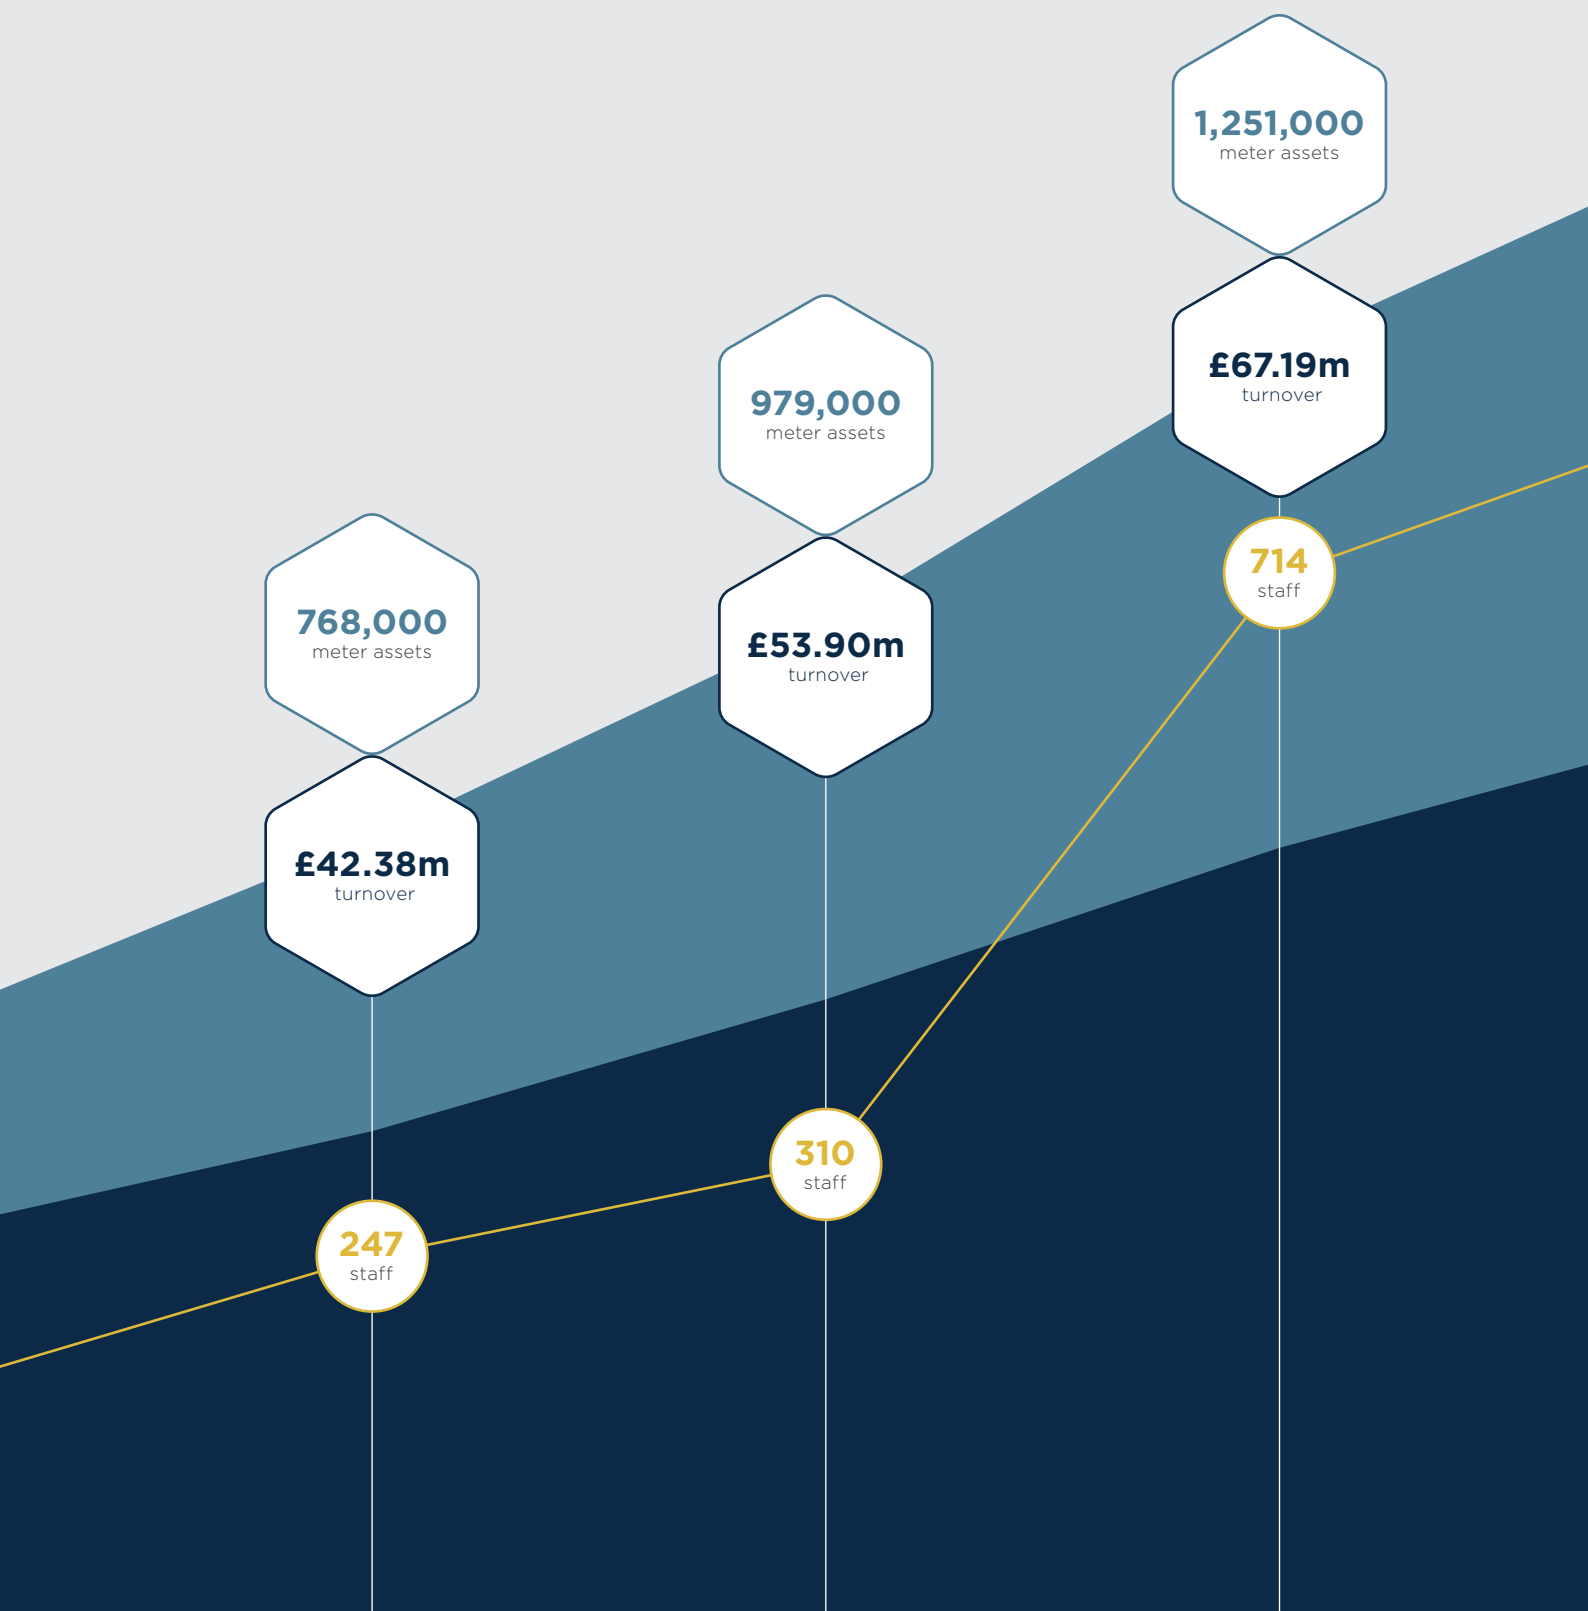 1,251,000
meter assets
£67.19m
turnover
979,000
meter assets
714
staff
768,000
meter assets
£53.90m
turnover
£42.38m
turnover
310
staff
247
staff